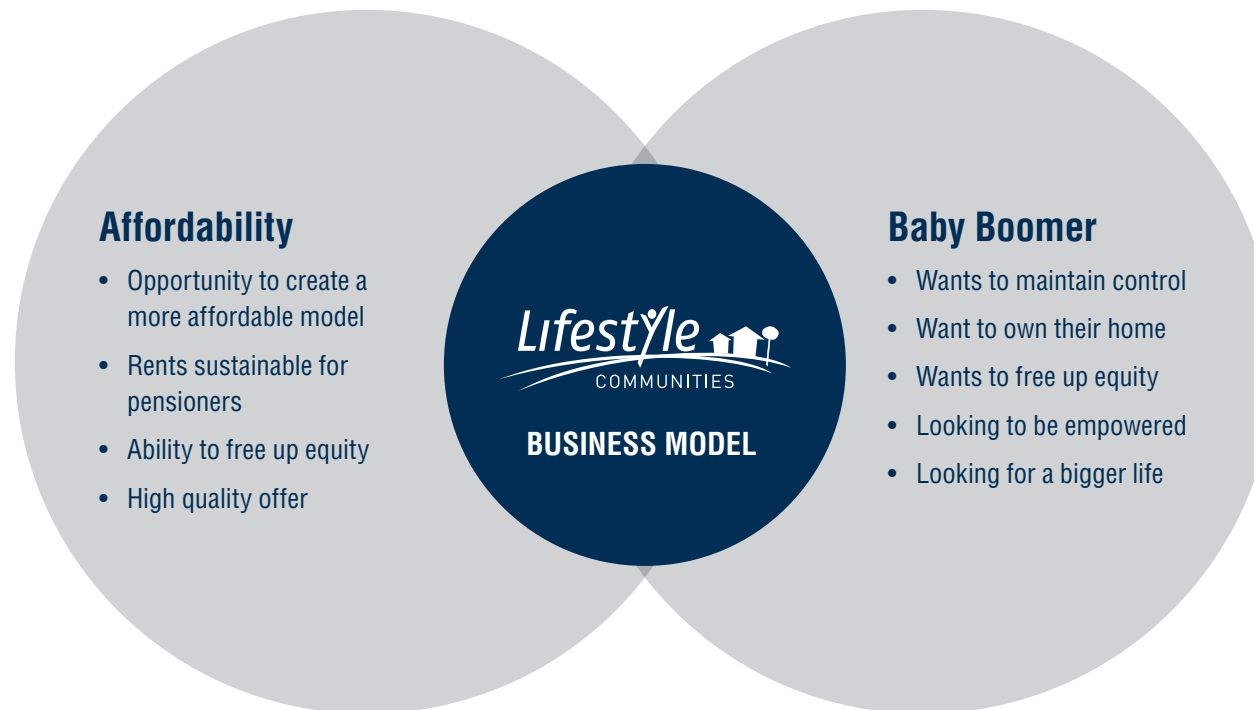 Affordability
• Opportunity to create a
more affordable model
• Rents sustainable for
pensioners
• Ability to free up equity
• High quality offer
Lifestyle
COMMUNITIES
BUSINESS MODEL
Baby Boomer
• Wants to maintain control
• Want to own their home
• Wants to free up equity
• Looking to be empowered
• Looking for a bigger life